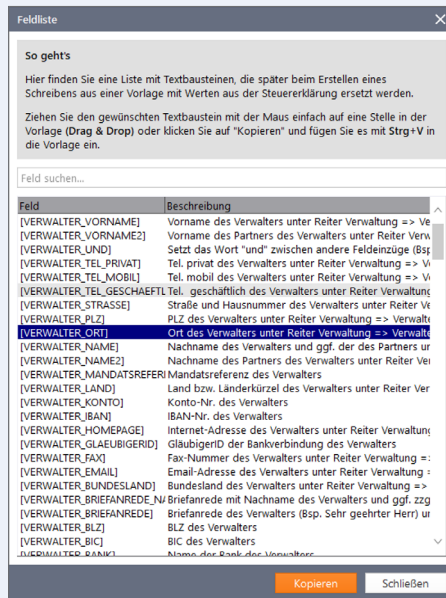 Feldliste
So geht's
Hier finden Sie eine Liste mit Textbausteinen, die später beim Erstellen eines
Schreibens aus einer Vorlage mit Werten aus der Steuererklärung ersetzt werden.
Ziehen Sie den gewünschten Textbaustein mit der Maus einfach auf eine Stelle in der
Vorlage (Drag & Drop) oder klicken Sie auf "Kopieren" und fügen Sie es mit Strg+V in
die Vorlage ein.
Feld suchen...
Feld Beschreibung
[VERWALTER_VORNAME] Vorname des Verwalters unter Reiter Verwaltung => Ve
[VERWALTER_VORNAME2] Vorname des Partners des Verwalters unter Reiter Verw
[VERWALTER_UND] Setzt das Wort "und" zwischen andere Feldeinzüge (Bsp
[VERWALTER_TEL_PRIVAT] Tel. privat des Verwalters unter Reiter Verwaltung => V
[VERWALTER_TEL_MOBIL] Tel. mobil des Verwalters unter Reiter Verwaltung => V
[VERWALTER_TEL_GESCHAEFTL Tel. geschäftlich des Verwalters unter Reiter Verwaltung
[VERWALTER_STRASSE] Straße und Hausnummer des Verwalters unter Reiter Ve
[VERWALTER_PLZ] PLZ des Verwalters unter Reiter Verwaltung => Verwalte
[VERWALTER_ORT] Ort des Verwalters unter Reiter Verwaltung => Verwalte
[VERWALTER_NAME] Nachname des Verwalters und ggf. der des Partners un
[VERWALTER_NAME2] Nachname des Partners des Verwalters unter Reiter Ver
[VERWALTER_MANDATSREFERI Mandatsreferenz des Verwalters
[VERWALTER_LAND] Land bzw. Länderkürzel des Verwalters unter Reiter Ver
[VERWALTER_KONTO] Konto-Nr. des Verwalters
[VERWALTER_IBAN] IBAN-Nr. des Verwalters
[VERWALTER_HOMEPAGE] Internet-Adresse des Verwalters unter Reiter Verwaltung
[VERWALTER_GLAEUBIGERID] GläubigerID der Bankverbindung des Verwalters
[VERWALTER_FAX] Fax-Nummer des Verwalters unter Reiter Verwaltung =
[VERWALTER_EMAIL] Email-Adresse des Verwalters unter Reiter Verwaltung
[VERWALTER_BUNDESLAND] Bundesland des Verwalters unter Reiter Verwaltung =>
[VERWALTER_BRIEFANREDE_NA Briefanrede mit Nachname des Verwalters und ggf. zzg
[VERWALTER_BRIEFANREDE] Briefanrede des Verwalters (Bsp. Sehr geehrter Herr) ur
[VERWALTER_BLZ] BLZ des Verwalters
[VERWALTER_BIC] BIC des Verwalters
[VERWALTER_BANK] Name der Bank des Verwalters
Kopieren Schließen